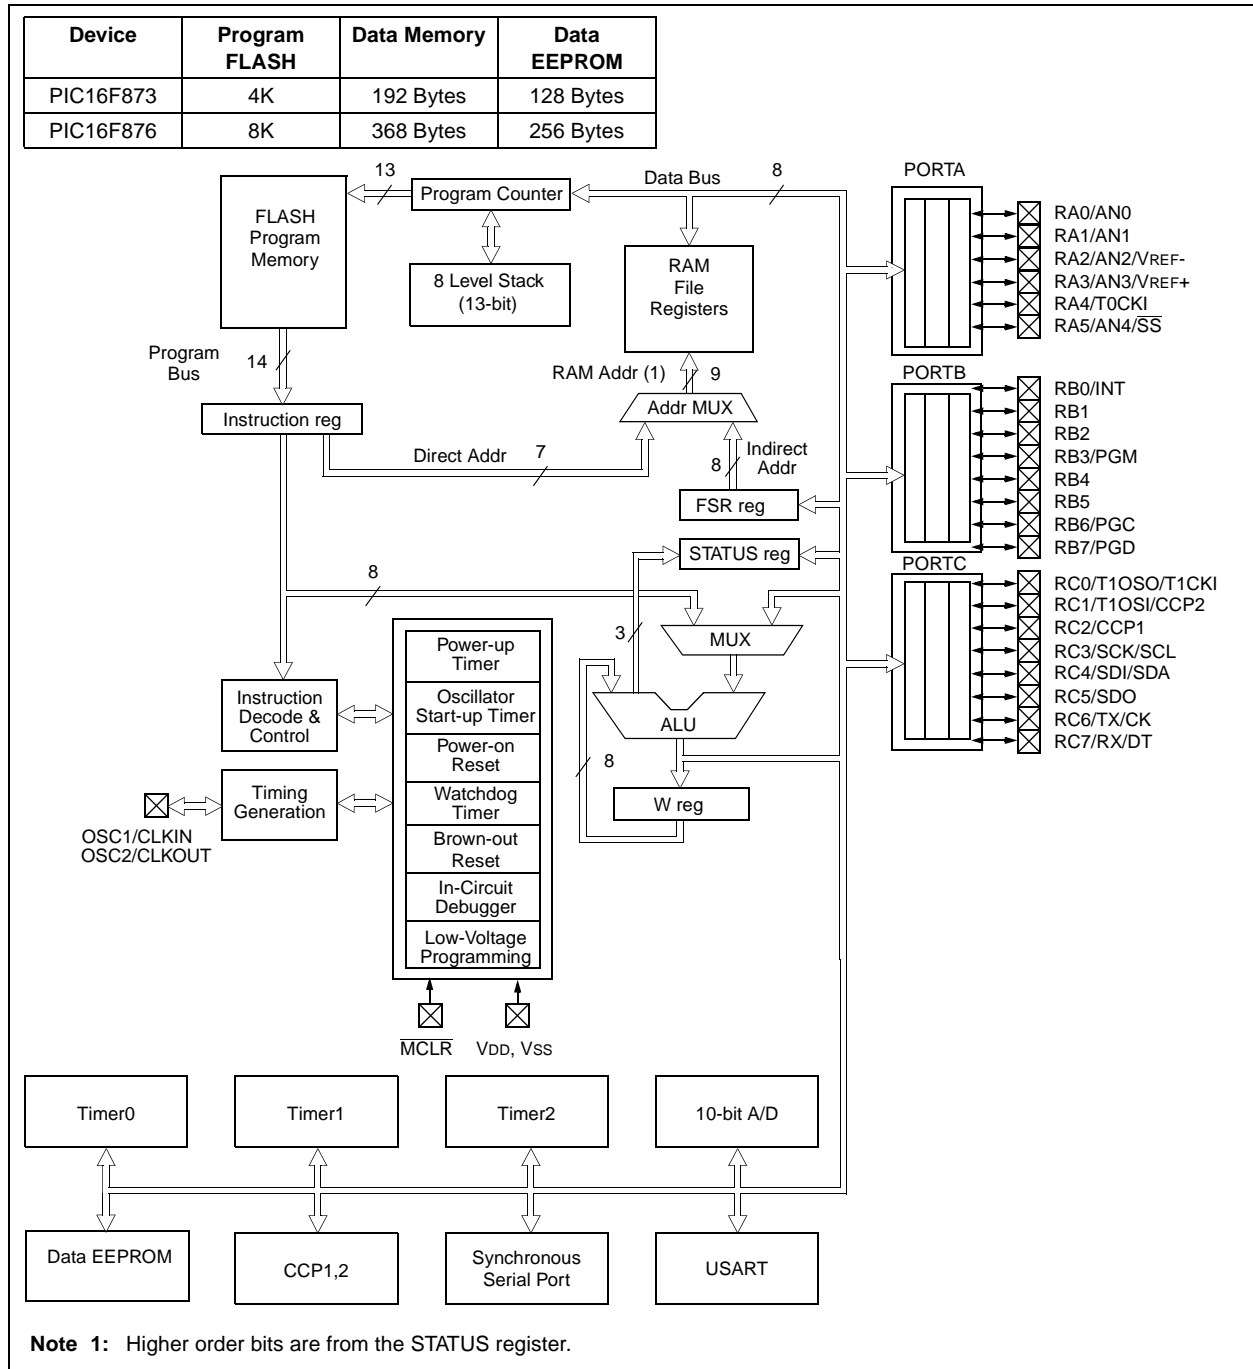 Device Program FLASH Data Memory Data EEPROM
PIC16F873 4K 192 Bytes 128 Bytes
PIC16F876 8K 368 Bytes 256 Bytes
FLASH
Program
Memory
13
Program Counter
Data Bus
8
8 Level Stack
(13-bit)
RAM
File
Registers
Program
Bus
14
RAM Addr (1)
9
Instruction reg
Addr MUX
Direct Addr
7
8
Indirect
Addr
FSR reg
STATUS reg
8
3
MUX
Power-up
Timer
Oscillator
Start-up Timer
Power-on
Reset
Watchdog
Timer
Brown-out
Reset
In-Circuit
Debugger
Low-Voltage
Programming
Instruction
Decode &
Control
Timing
Generation
OSC1/CLKIN
OSC2/CLKOUT
ALU
8
W reg
MCLR
VDD, VSS
PORTA
RA0/AN0
RA1/AN1
RA2/AN2/VREF-
RA3/AN3/VREF+
RA4/T0CKI
RA5/AN4/SS
PORTB
RB0/INT
RB1
RB2
RB3/PGM
RB4
RB5
RB6/PGC
RB7/PGD
PORTC
RC0/T1OSO/T1CKI
RC1/T1OSI/CCP2
RC2/CCP1
RC3/SCK/SCL
RC4/SDI/SDA
RC5/SDO
RC6/TX/CK
RC7/RX/DT
Timer0
Timer1
Timer2
10-bit A/D
Data EEPROM
CCP1,2
Synchronous
Serial Port
USART
Note 1: Higher order bits are from the STATUS register.